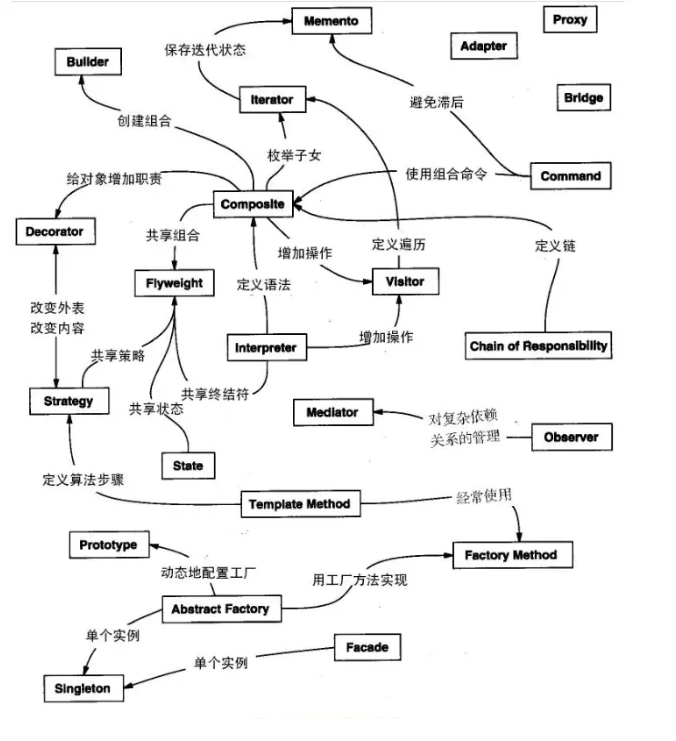 Memento
Proxy
Adapter
保存迭代状态
Builder
Iterator
Bridge
避免滞后
创建组合
枚举子女
给对象增加职责
使用组合命令
Command
Composite
Decorator
共享组合
增加操作
定义遍历
定义链
Flyweight
定义语法
Visitor
改变外表
改变内容
增加操作
Interpreter
Chain of Responsibility
共享策略
共享终结符
Strategy
共享状态
Mediator
对复杂依赖
关系的管理
Observer
State
定义算法步骤
Template Method
经常使用
Prototype
Factory Method
动态地配置工厂
用工厂方法实现
Abstract Factory
单个实例
Facade
单个实例
Singleton